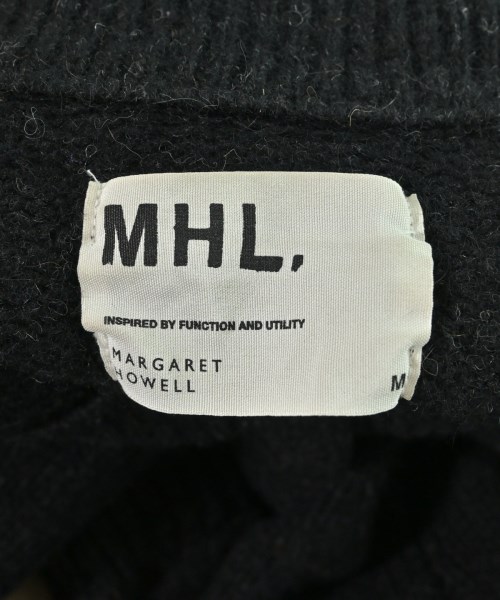 MHL.
INSPIRED BY FUNCTION AND UTILITY
MARGARET
HOWELL
M